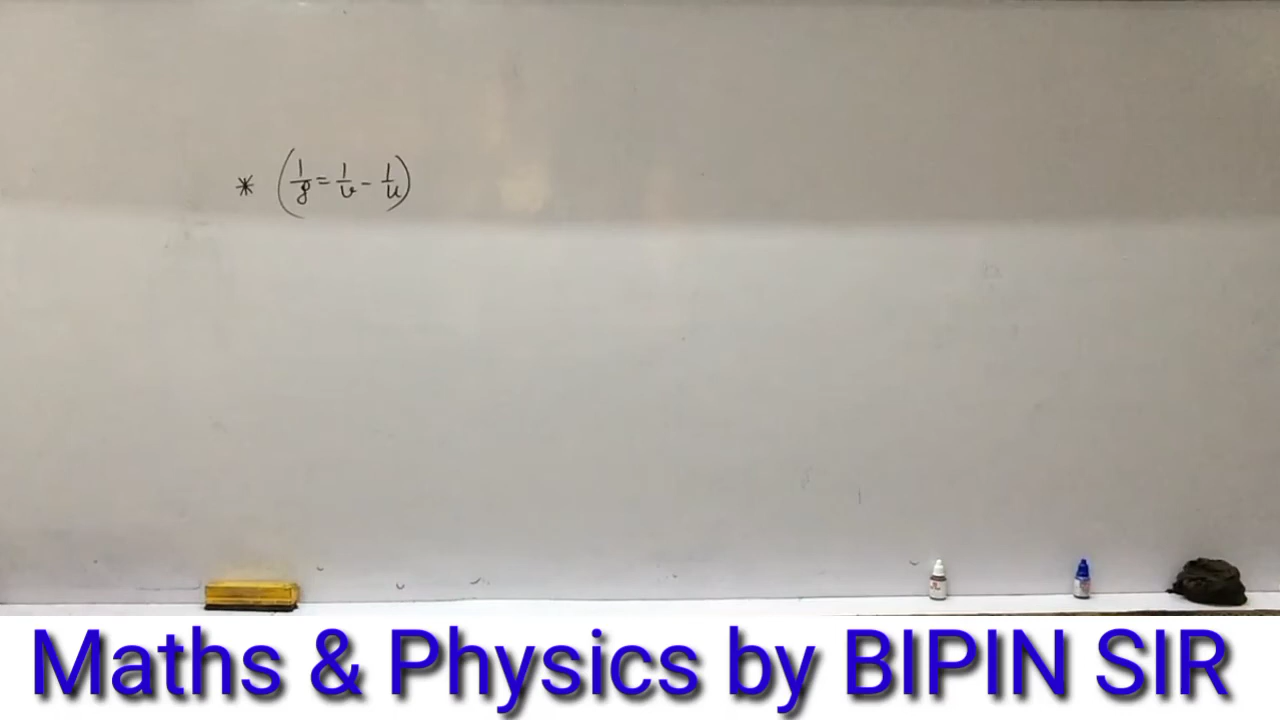 * (1/f = 1/v - 1/u)
Maths & Physics by BIPIN SIR